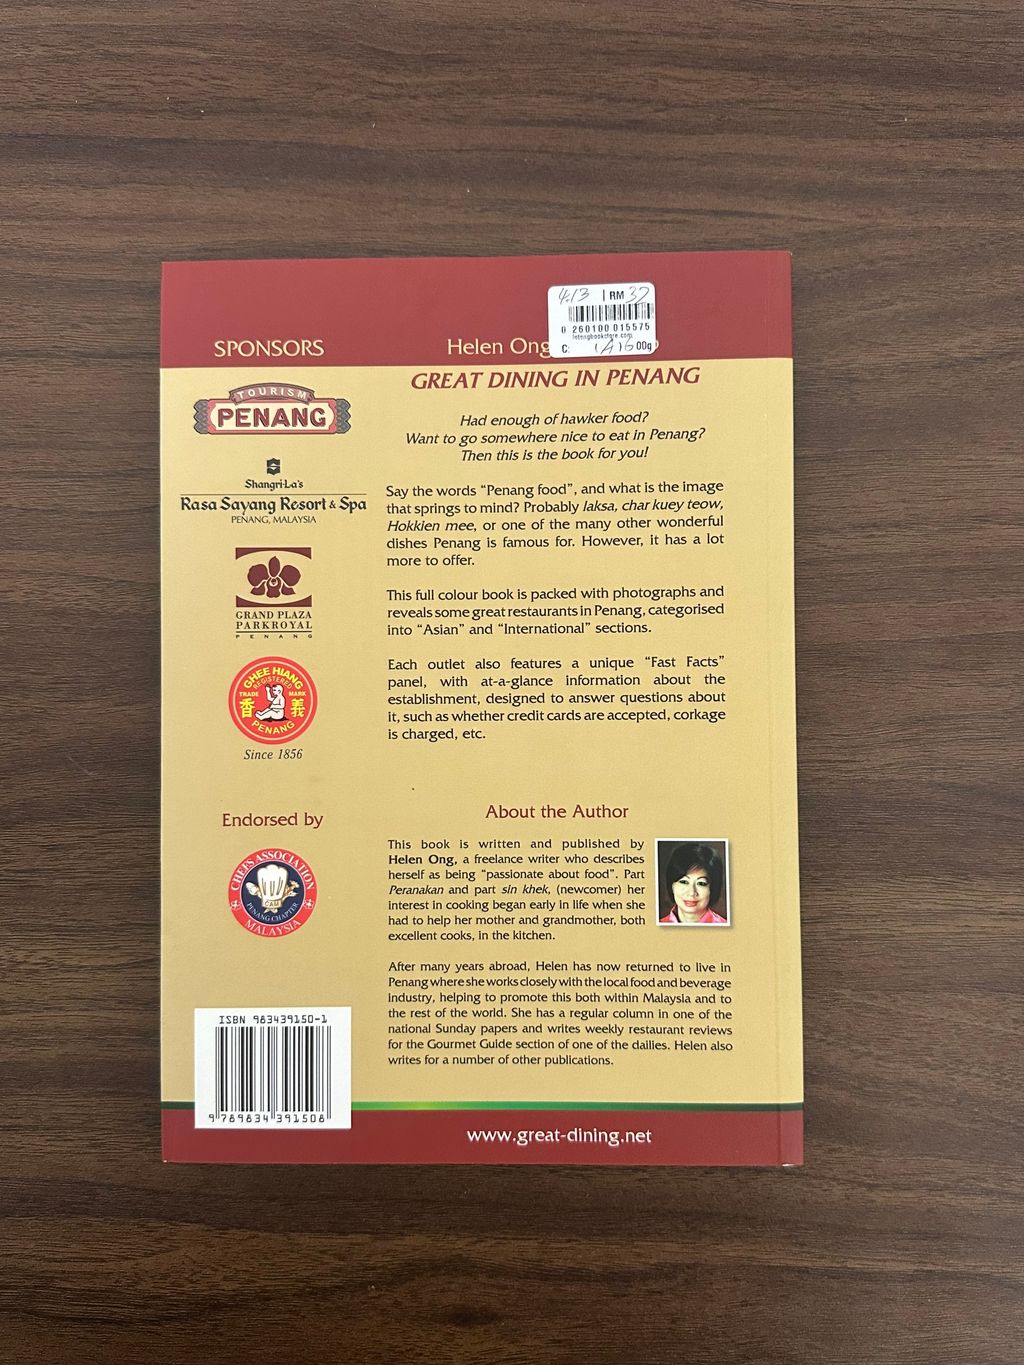 4.13 | RM 37
0 260100 015575
C: 00g
SPONSORS
Helen Ong
GREAT DINING IN PENANG
TOURISM
PENANG
Had enough of hawker food?
Want to go somewhere nice to eat in Penang?
Then this is the book for you!
Shangri-La's
Rasa Sayang Resort & Spa
PENANG, MALAYSIA
Say the words “Penang food”, and what is the image
that springs to mind? Probably laksa, char kuey teow,
Hokkien mee, or one of the many other wonderful
dishes Penang is famous for. However, it has a lot
more to offer.
GRAND PLAZA
PARKROYAL
PENANG
This full colour book is packed with photographs and
reveals some great restaurants in Penang, categorised
into “Asian” and “International” sections.
GHEE HIANG
REGISTERED
TRADE MARK
香 義
PENANG
Since 1856
Each outlet also features a unique “Fast Facts”
panel, with at-a-glance information about the
establishment, designed to answer questions about
it, such as whether credit cards are accepted, corkage
is charged, etc.
Endorsed by
CHEFS ASSOCIATION
CAM
PENANG CHAPTER
MALAYSIA
About the Author
This book is written and published by
Helen Ong, a freelance writer who describes
herself as being “passionate about food”. Part
Peranakan and part sin khek, (newcomer) her
interest in cooking began early in life when she
had to help her mother and grandmother, both
excellent cooks, in the kitchen.
After many years abroad, Helen has now returned to live in
Penang where she works closely with the local food and beverage
industry, helping to promote this both within Malaysia and to
the rest of the world. She has a regular column in one of the
national Sunday papers and writes weekly restaurant reviews
for the Gourmet Guide section of one of the dailies. Helen also
writes for a number of other publications.
ISBN 983439150-1
9 789834 391508
www.great-dining.net